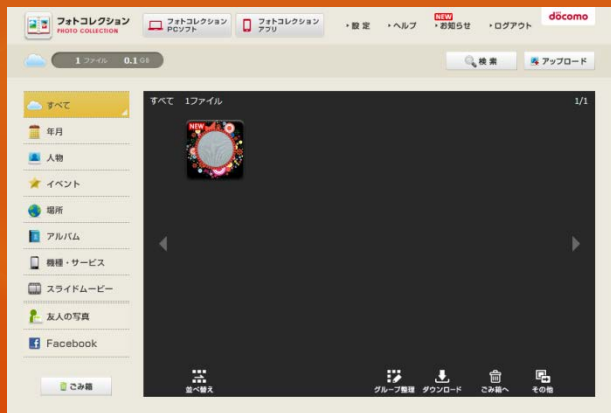 フォトコレクション
PHOTO COLLECTION
フォトコレクション
PCソフト
フォトコレクション
アプリ
設定
ヘルプ
NEW
お知らせ
ログアウト
döcomo
1 ファイル 0.1 GB
検索
アップロード
すべて
年月
人物
イベント
場所
アルバム
機種・サービス
スライドムービー
友人の写真
Facebook
ごみ箱
すべて 1ファイル
1/1
NEW
並べ替え
グループ整理
ダウンロード
ごみ箱へ
その他